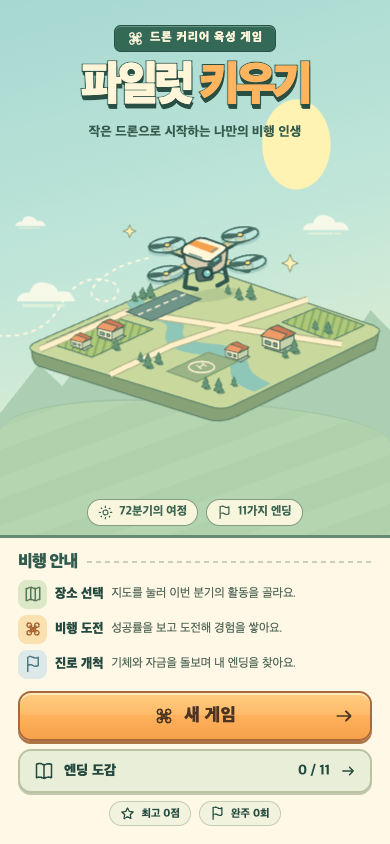 드론 커리어 육성 게임
파일럿 키우기
작은 드론으로 시작하는 나만의 비행 인생
H
72분기의 여정
11가지 엔딩
비행 안내
장소 선택 지도를 눌러 이번 분기의 활동을 골라요.
비행 도전 성공률을 보고 도전해 경험을 쌓아요.
진로 개척 기체와 자금을 돌보며 내 엔딩을 찾아요.
새 게임
엔딩 도감 0 / 11
최고 0점
완주 0회